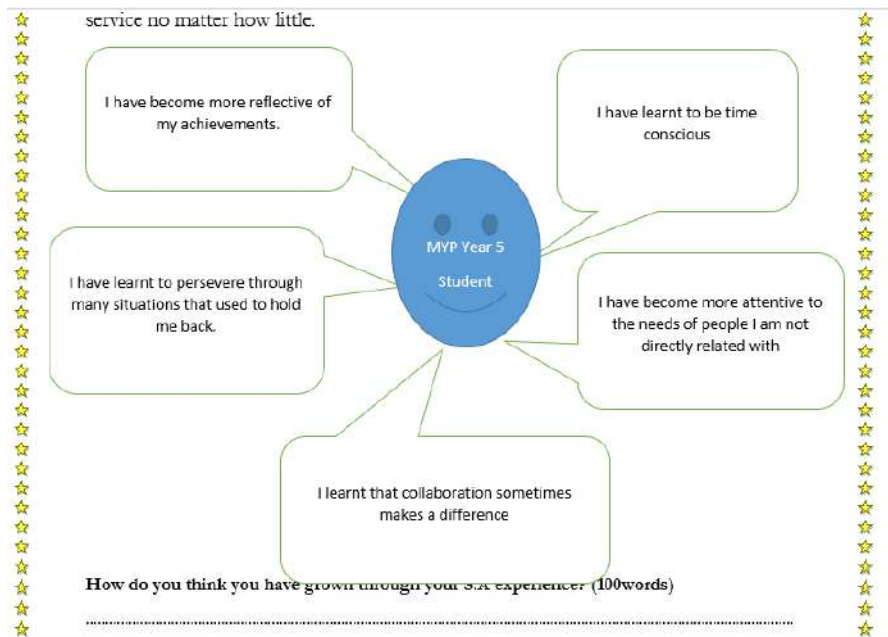 service no matter how little.
I have become more reflective of
my achievements.
I have learnt to be time
conscious
MYP Year 5
Student
I have learnt to persevere through
many situations that used to hold
me back.
I have become more attentive to
the needs of people I am not
directly related with
I learnt that collaboration sometimes
makes a difference
How do you think you have grown through your S.A experience? (100words)